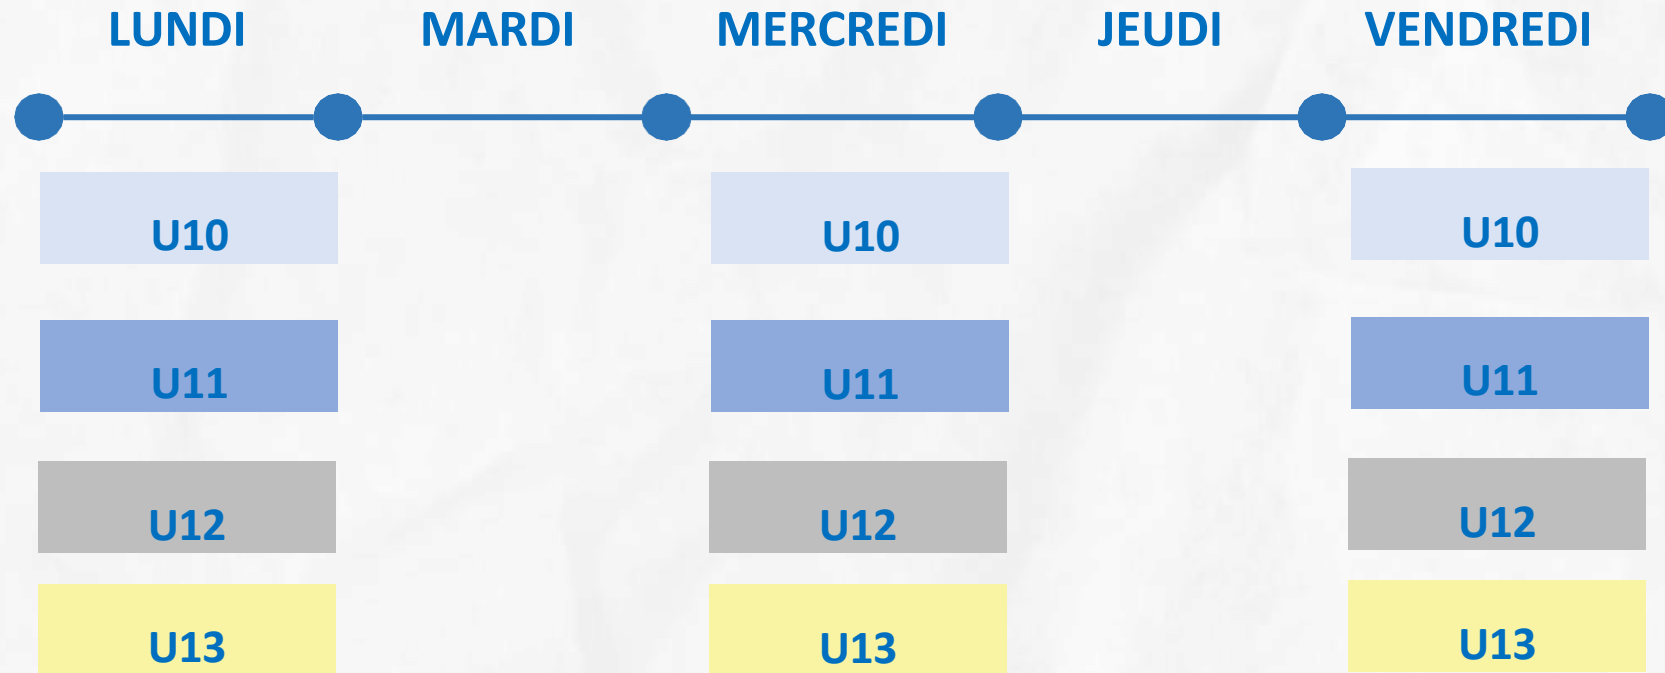 LUNDI MARDI MERCREDI JEUDI VENDREDI
U10 U10 U10
U11 U11 U11
U12 U12 U12
U13 U13 U13